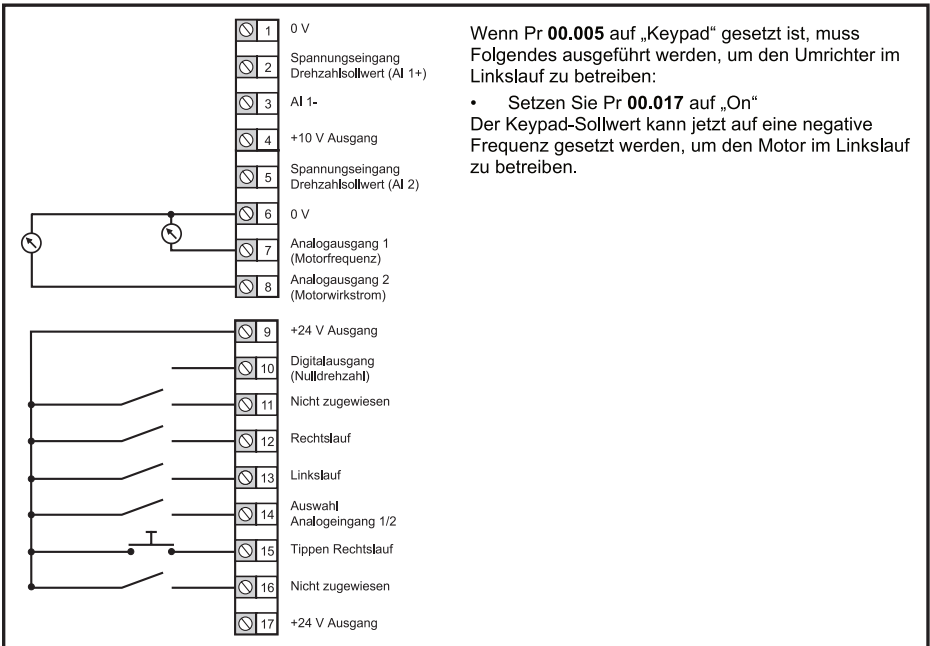 1 0 V
2 Spannungseingang
Drehzahlsollwert (AI 1+)
3 AI 1-
4 +10 V Ausgang
5 Spannungseingang
Drehzahlsollwert (AI 2)
6 0 V
7 Analogausgang 1
(Motorfrequenz)
8 Analogausgang 2
(Motorwirkstrom)
9 +24 V Ausgang
10 Digitalausgang
(Nulldrehzahl)
11 Nicht zugewiesen
12 Rechtslauf
13 Linkslauf
14 Auswahl
Analogeingang 1/2
15 Tippen Rechtslauf
16 Nicht zugewiesen
17 +24 V Ausgang
Wenn Pr 00.005 auf „Keypad“ gesetzt ist, muss
Folgendes ausgeführt werden, um den Umrichter im
Linkslauf zu betreiben:
• Setzen Sie Pr 00.017 auf „On“
Der Keypad-Sollwert kann jetzt auf eine negative
Frequenz gesetzt werden, um den Motor im Linkslauf
zu betreiben.